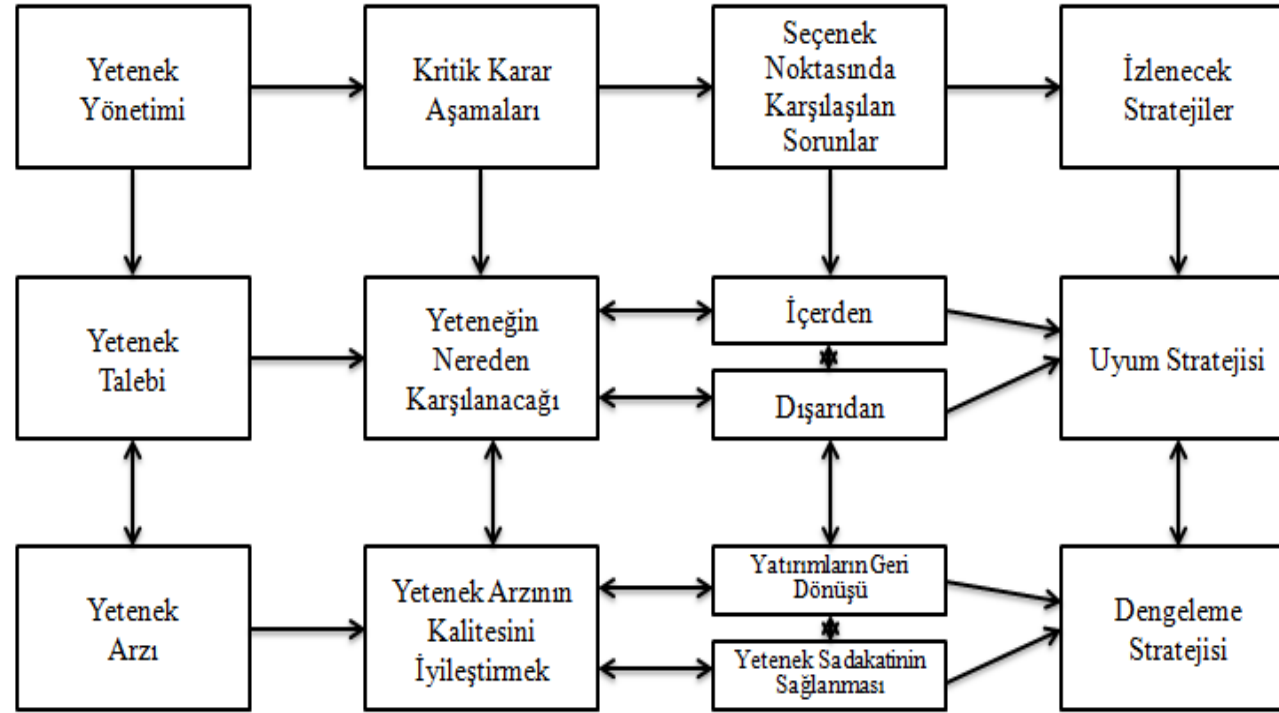 Yetenek
Yönetimi
Kritik Karar
Aşamaları
Seçenek
Noktasında
Karşılaşılan
Sorunlar
İzlenecek
Stratejiler
Yetenek
Talebi
Yeteneğin
Nereden
Karşılanacağı
İçerden
Dışarıdan
Uyum Stratejisi
Yetenek
Arzı
Yetenek Arzının
Kalitesini
İyileştirmek
Yatırımların Geri
Dönüşü
Yetenek Sadakatinin
Sağlanması
Dengeleme
Stratejisi